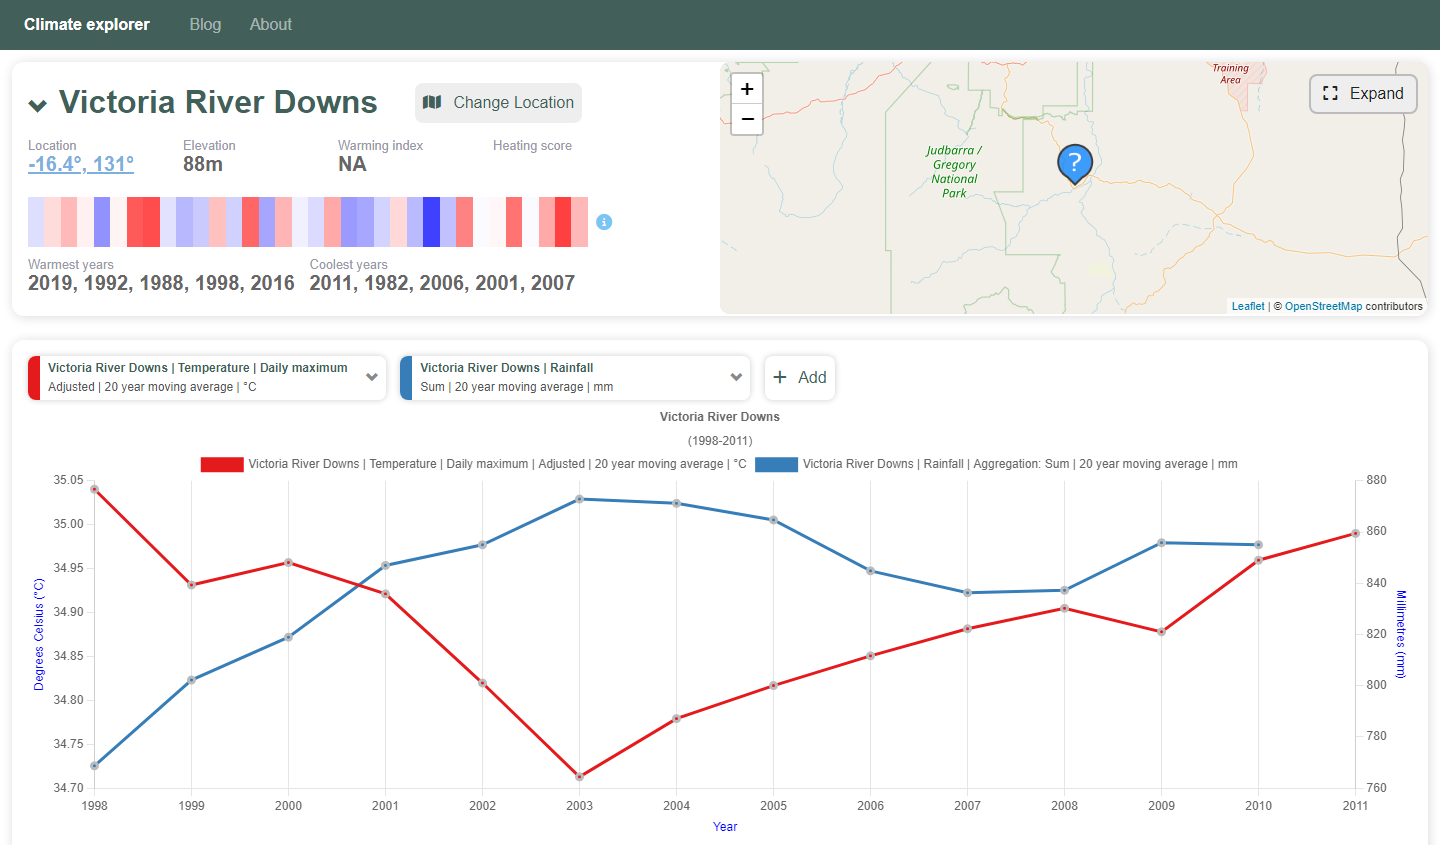 Climate explorer
Blog
About
Victoria River Downs
Change Location
Location
Elevation
Warming index
Heating score
-16.4°, 131°
88m
NA
i
Warmest years
Coolest years
2019, 1992, 1988, 1998, 2016
2011, 1982, 2006, 2001, 2007
+
−
Training
Area
Expand
Judbarra /
Gregory
National
Park
?
Leaflet | © OpenStreetMap contributors
Victoria River Downs | Temperature | Daily maximum
Adjusted | 20 year moving average | °C
Victoria River Downs | Rainfall
Sum | 20 year moving average | mm
+ Add
Victoria River Downs
(1998-2011)
Victoria River Downs | Temperature | Daily maximum | Adjusted | 20 year moving average | °C
Victoria River Downs | Rainfall | Aggregation: Sum | 20 year moving average | mm
35.05
35.00
34.95
34.90
34.85
34.80
34.75
34.70
Degrees Celsius (°C)
880
860
840
820
800
780
760
Millimetres (mm)
1998 1999 2000 2001 2002 2003 2004 2005 2006 2007 2008 2009 2010 2011
Year